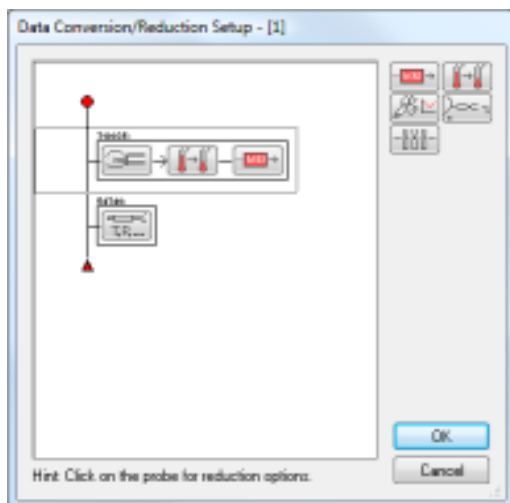 Data Conversion/Reduction Setup - [1]
Hint: Click on the probe for reduction options.
OK
Cancel